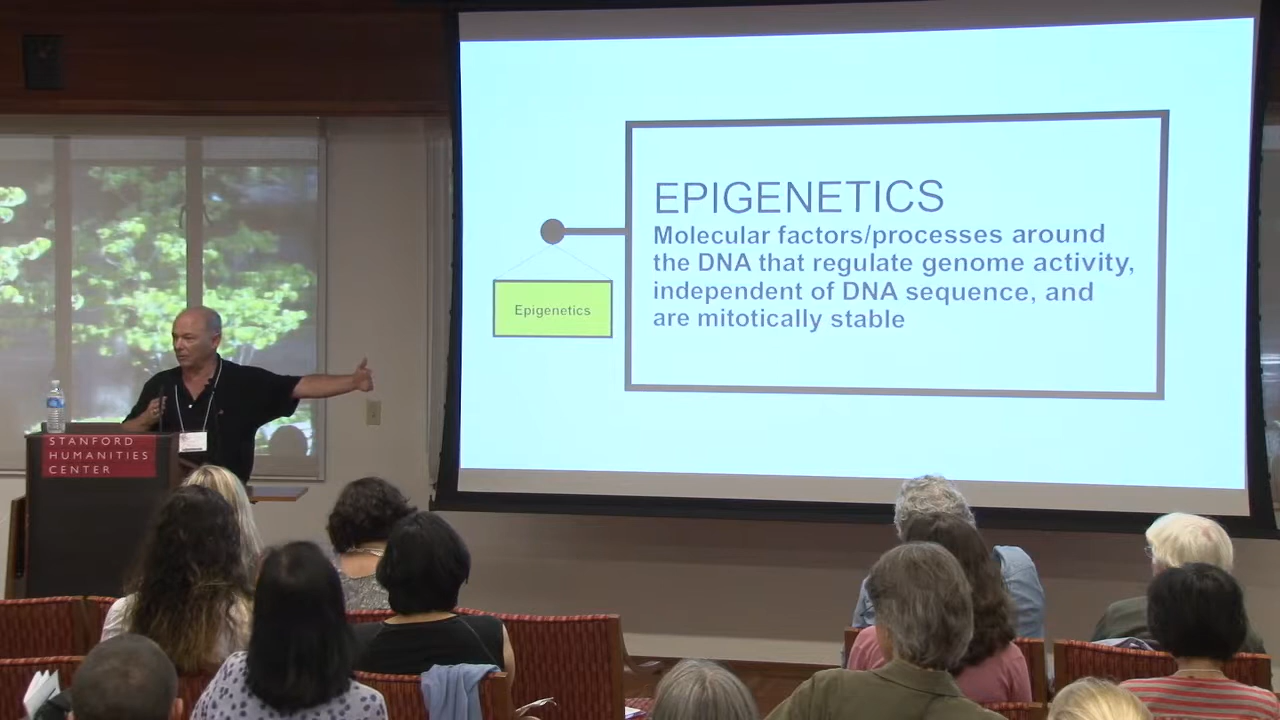 EPIGENETICS
Molecular factors/processes around
the DNA that regulate genome activity,
independent of DNA sequence, and
are mitotically stable
Epigenetics
STANFORD
HUMANITIES
CENTER